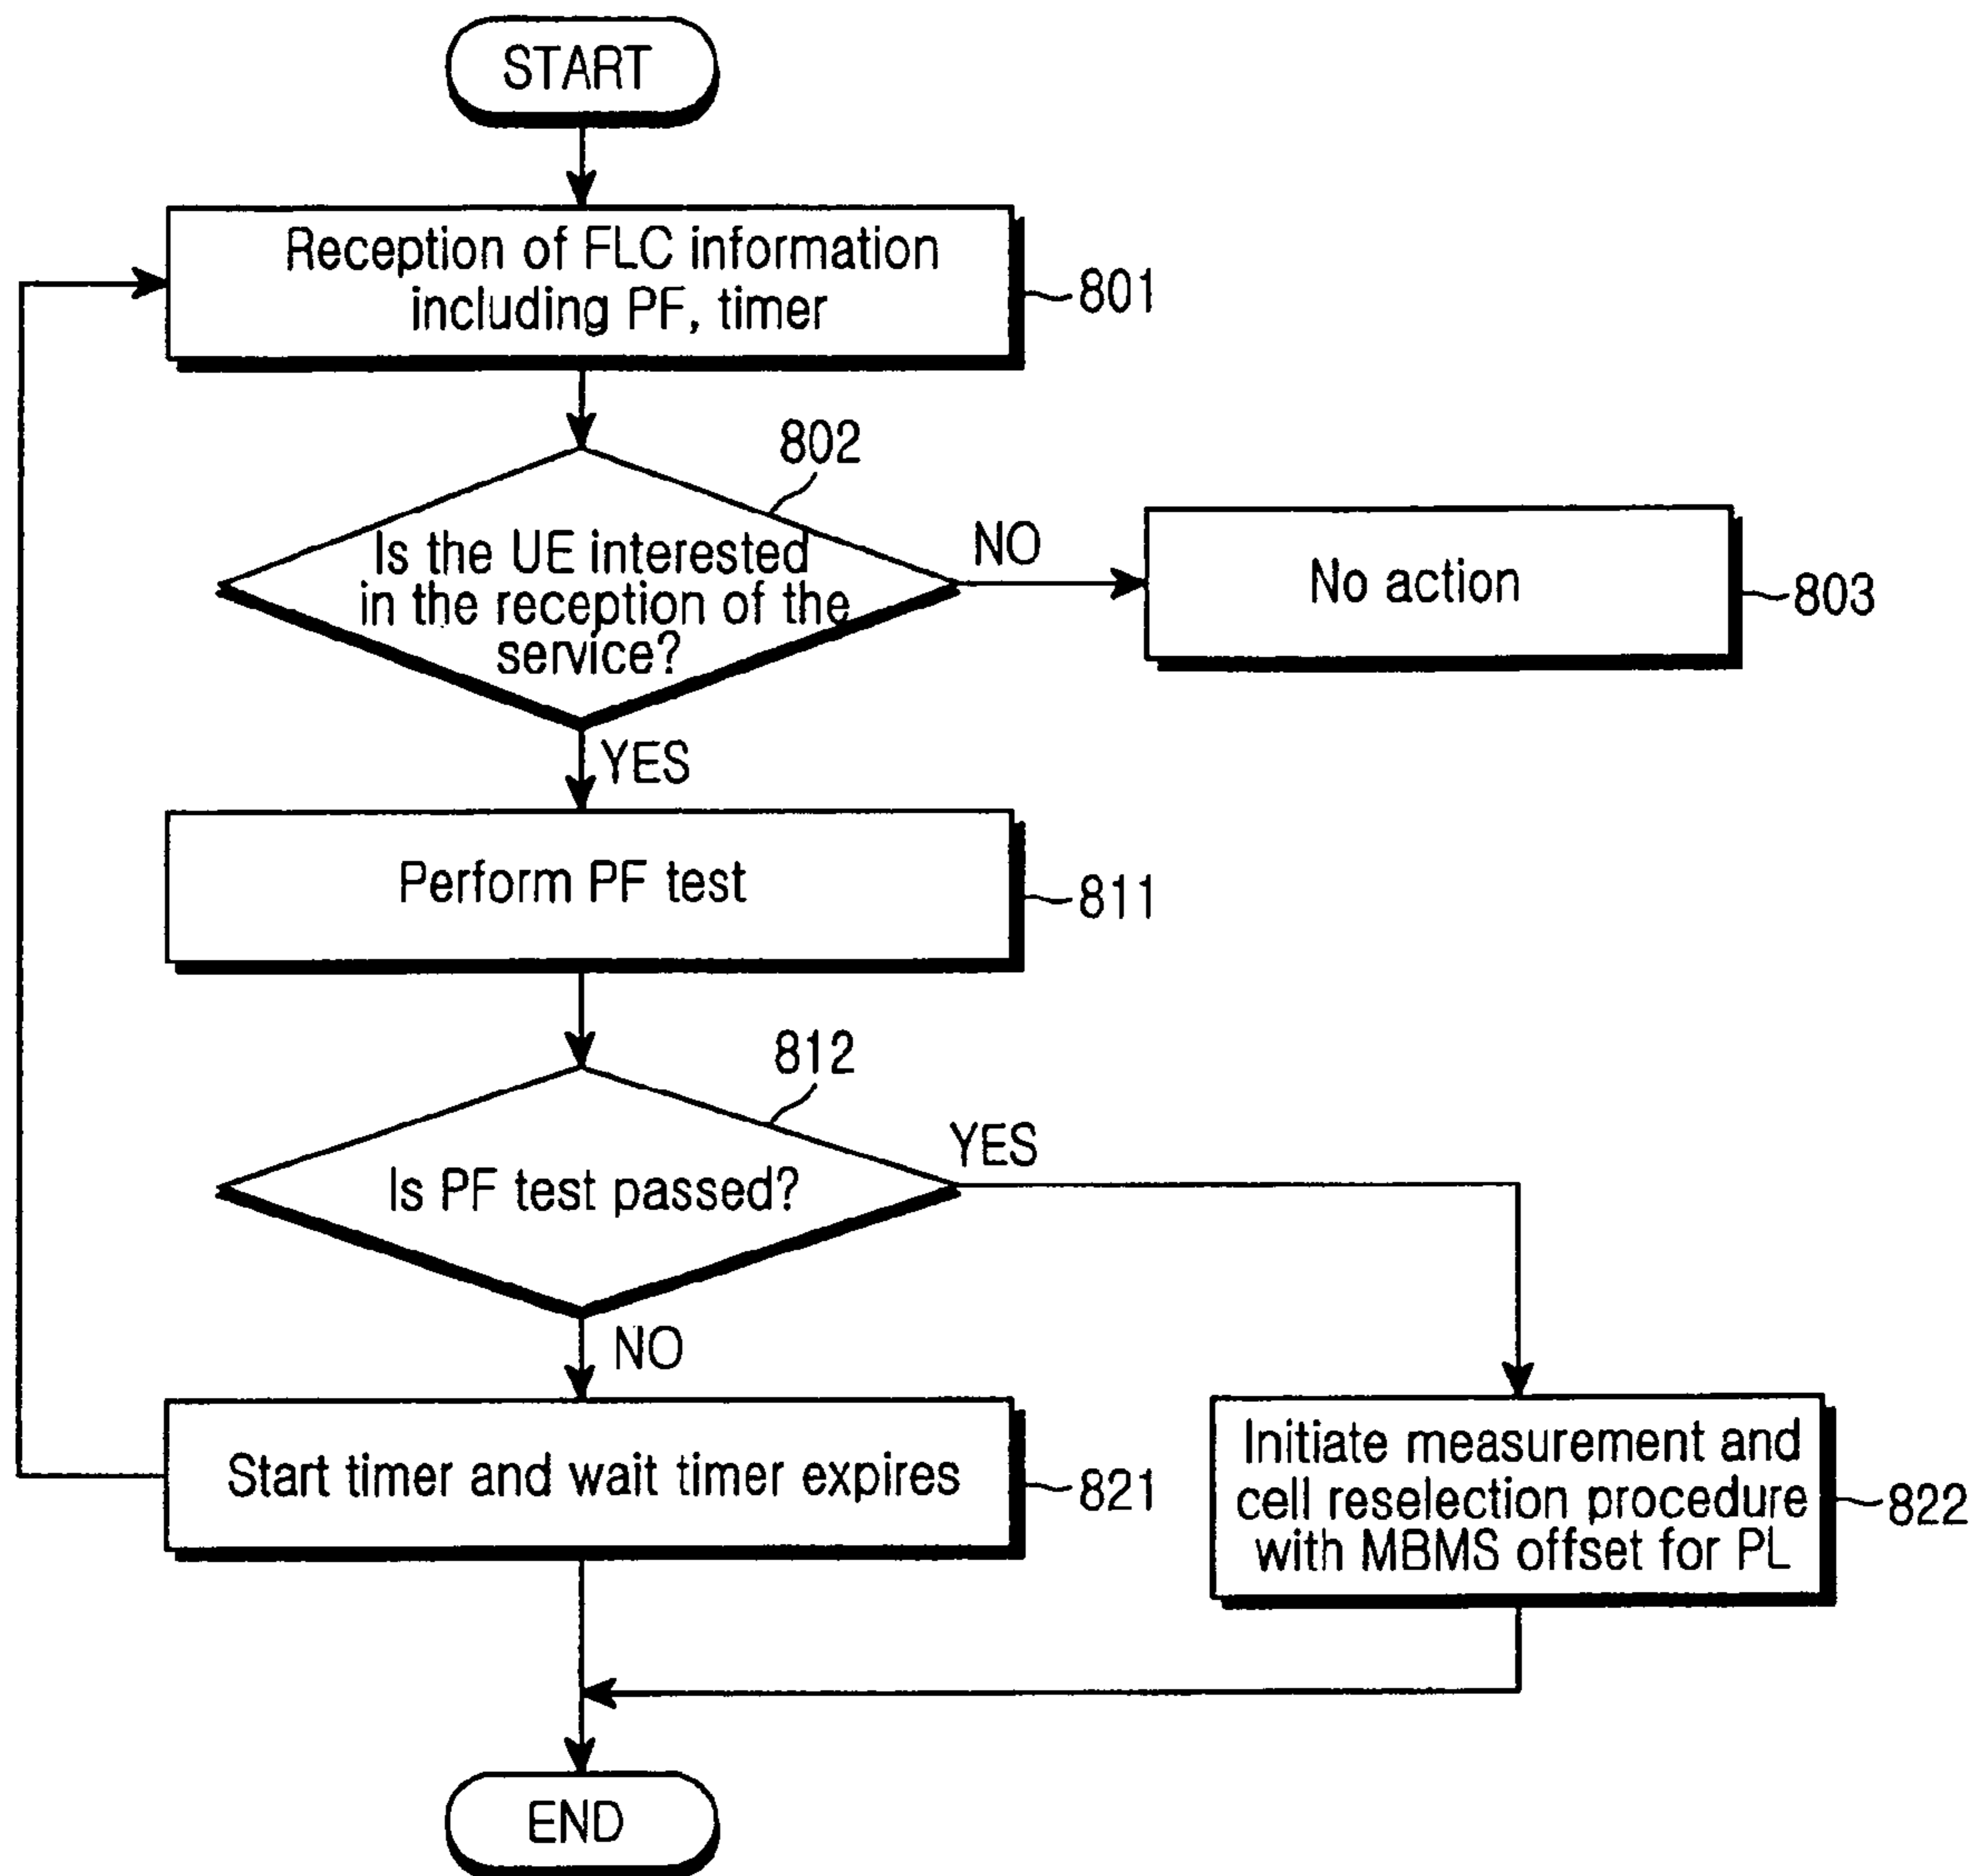 START
Reception of FLC information
including PF, timer
801
802
Is the UE interested
in the reception of the
service?
NO
No action
803
YES
Perform PF test
811
812
Is PF test passed?
YES
NO
Start timer and wait timer expires
821
Initiate measurement and
cell reselection procedure
with MBMS offset for PL
822
END